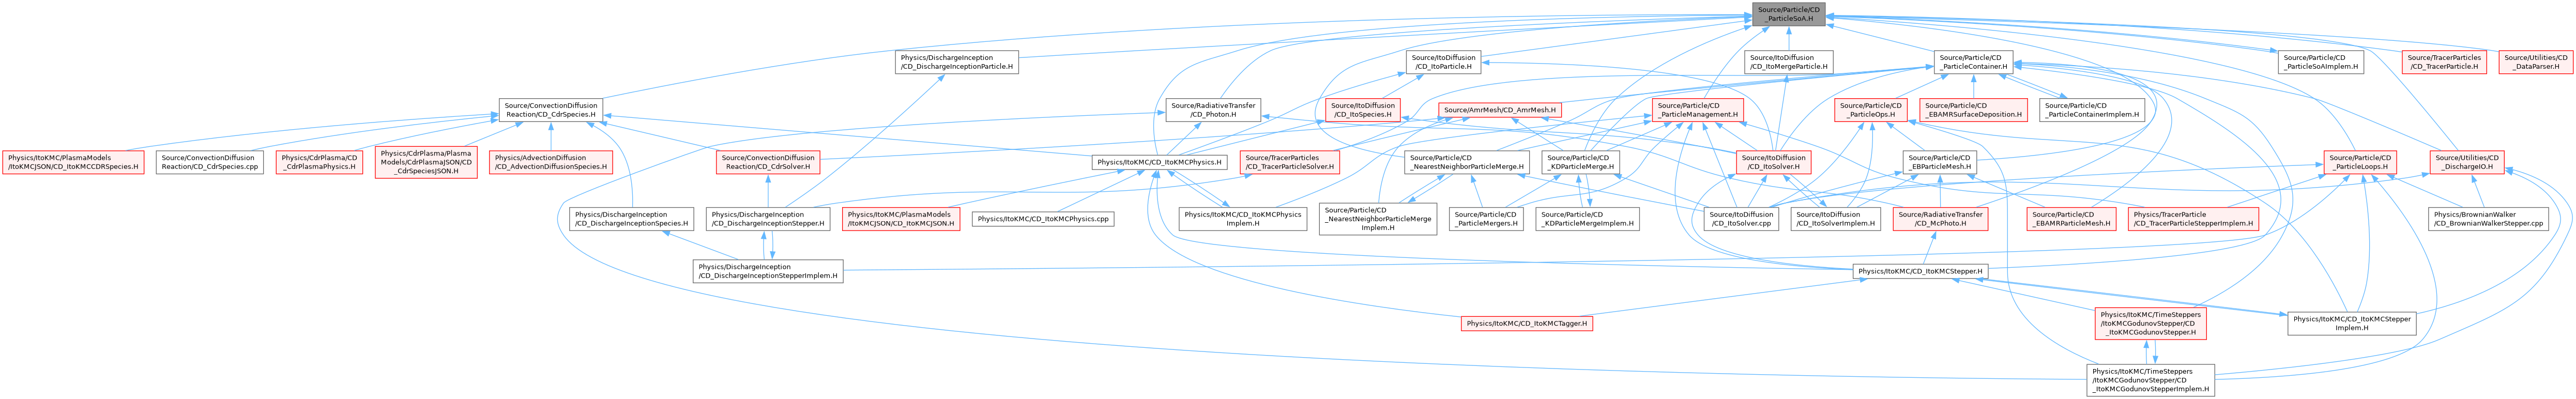 Source/Particle/CD
_ParticleSoA.H
Physics/DischargeInception
/CD_DischargeInceptionParticle.H
Source/ItoDiffusion
/CD_ItoParticle.H
Source/ItoDiffusion
/CD_ItoMergeParticle.H
Source/Particle/CD
_ParticleContainer.H
Source/Particle/CD
_ParticleSoAImplem.H
Source/TracerParticles
/CD_TracerParticle.H
Source/Utilities/CD
_DataParser.H
Source/ConvectionDiffusion
Reaction/CD_CdrSpecies.H
Source/RadiativeTransfer
/CD_Photon.H
Source/ItoDiffusion
/CD_ItoSpecies.H
Source/AmrMesh/CD_AmrMesh.H
Source/Particle/CD
_ParticleManagement.H
Source/Particle/CD
_ParticleOps.H
Source/Particle/CD
_EBAMRSurfaceDeposition.H
Source/Particle/CD
_ParticleContainerImplem.H
Physics/ItoKMC/PlasmaModels
/ItoKMCJSON/CD_ItoKMCCDRSpecies.H
Source/ConvectionDiffusion
Reaction/CD_CdrSpecies.cpp
Physics/CdrPlasma/CD
_CdrPlasmaPhysics.H
Physics/CdrPlasma/Plasma
Models/CdrPlasmaJSON/CD
_CdrSpeciesJSON.H
Physics/AdvectionDiffusion
/CD_AdvectionDiffusionSpecies.H
Source/ConvectionDiffusion
Reaction/CD_CdrSolver.H
Physics/ItoKMC/CD_ItoKMCPhysics.H
Source/TracerParticles
/CD_TracerParticleSolver.H
Source/Particle/CD
_NearestNeighborParticleMerge.H
Source/Particle/CD
_KDParticleMerge.H
Source/ItoDiffusion
/CD_ItoSolver.H
Source/Particle/CD
_EBParticleMesh.H
Source/Particle/CD
_ParticleLoops.H
Source/Utilities/CD
_DischargeIO.H
Physics/DischargeInception
/CD_DischargeInceptionSpecies.H
Physics/DischargeInception
/CD_DischargeInceptionStepper.H
Physics/ItoKMC/PlasmaModels
/ItoKMCJSON/CD_ItoKMCJSON.H
Physics/ItoKMC/CD_ItoKMCPhysics.cpp
Physics/ItoKMC/CD_ItoKMCPhysics
Implem.H
Source/Particle/CD
_NearestNeighborParticleMerge
Implem.H
Source/Particle/CD
_ParticleMergers.H
Source/Particle/CD
_KDParticleMergeImplem.H
Source/ItoDiffusion
/CD_ItoSolver.cpp
Source/ItoDiffusion
/CD_ItoSolverImplem.H
Source/RadiativeTransfer
/CD_McPhoto.H
Source/Particle/CD
_EBAMRParticleMesh.H
Physics/TracerParticle
/CD_TracerParticleStepperImplem.H
Physics/BrownianWalker
/CD_BrownianWalkerStepper.cpp
Physics/DischargeInception
/CD_DischargeInceptionStepperImplem.H
Physics/ItoKMC/CD_ItoKMCStepper.H
Physics/ItoKMC/CD_ItoKMCTagger.H
Physics/ItoKMC/TimeSteppers
/ItoKMCGodunovStepper/CD
_ItoKMCGodunovStepper.H
Physics/ItoKMC/CD_ItoKMCStepper
Implem.H
Physics/ItoKMC/TimeSteppers
/ItoKMCGodunovStepper/CD
_ItoKMCGodunovStepperImplem.H